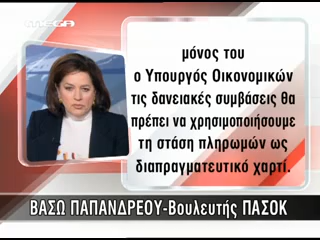 MEGA
μόνος του
ο Υπουργός Οικονομικών
τις δανειακές συμβάσεις θα
πρέπει να χρησιμοποιήσουμε
τη στάση πληρωμών ως
διαπραγματευτικό χαρτί.
ΒΑΣΩ ΠΑΠΑΝΔΡΕΟΥ-Βουλευτής ΠΑΣΟΚ